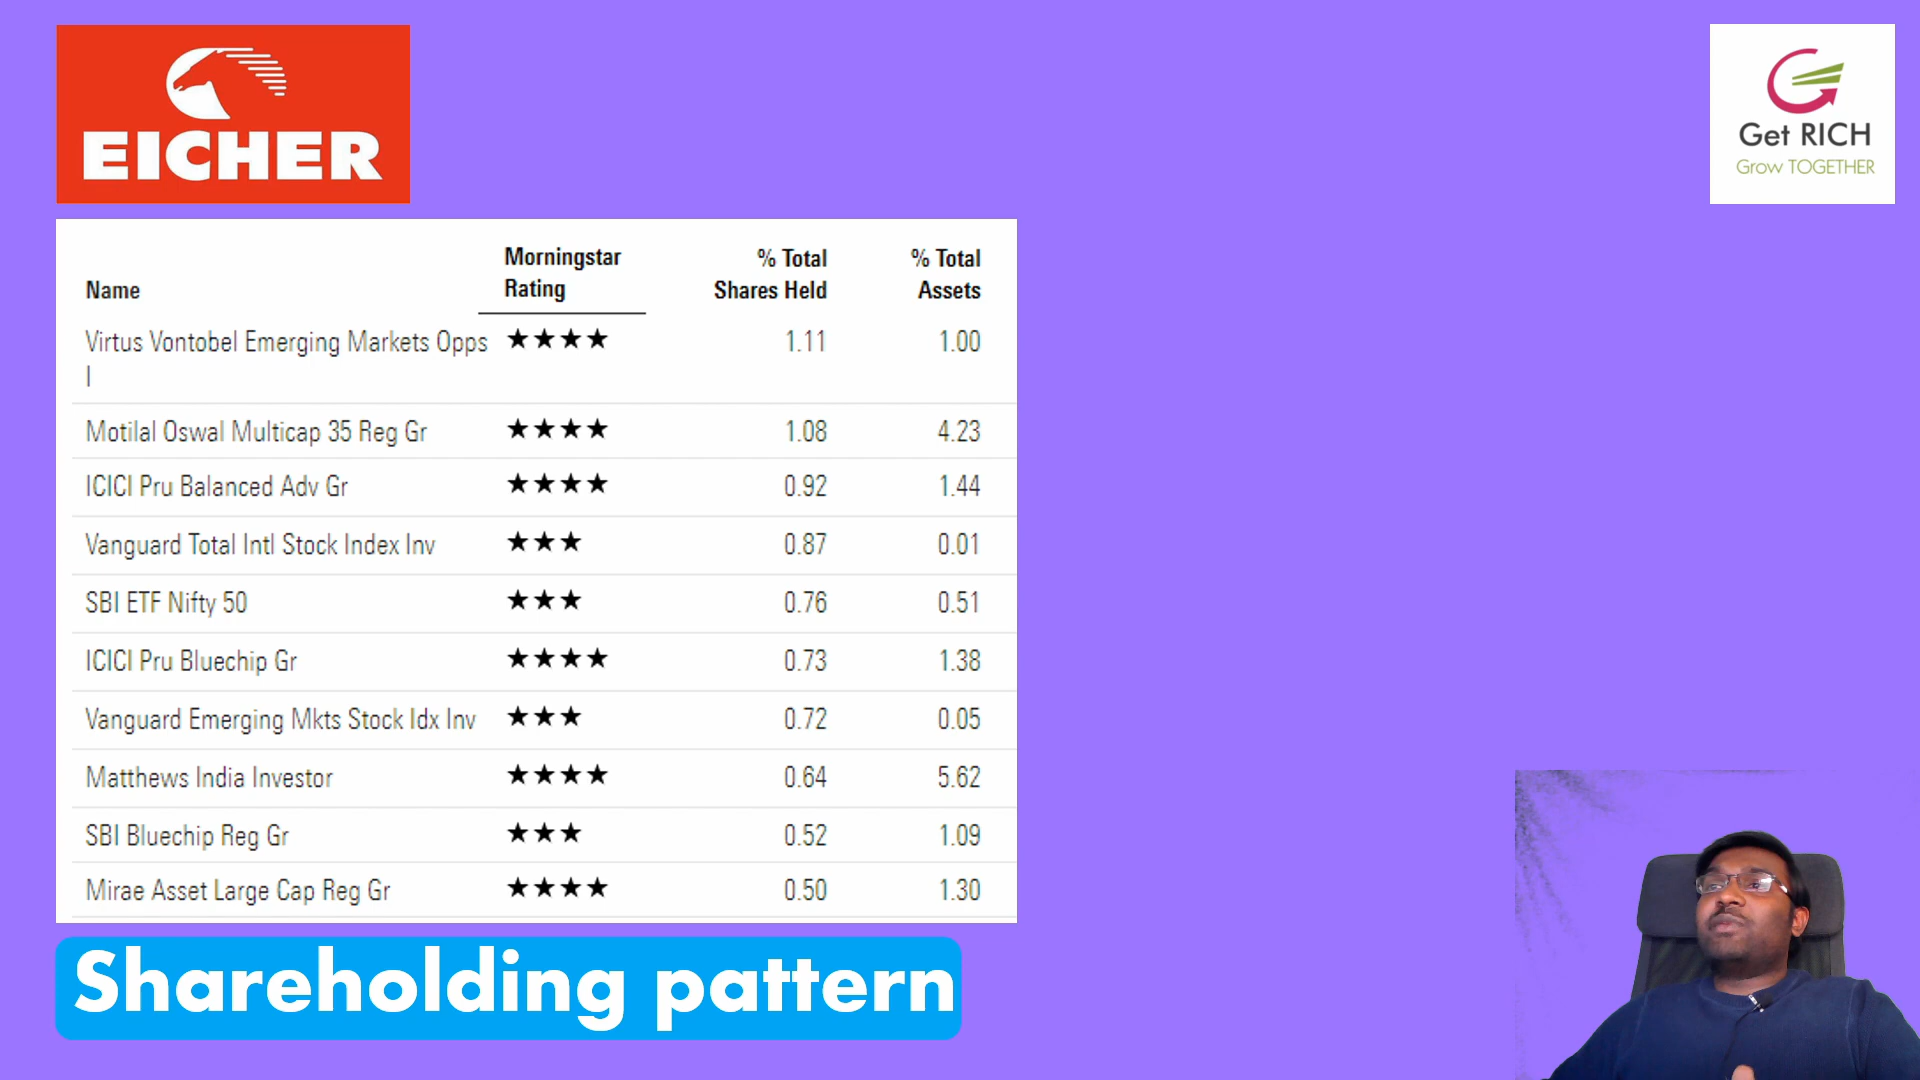 EICHER
Get RICH
Grow TOGETHER
Name Morningstar Rating % Total Shares Held % Total Assets
Virtus Vontobel Emerging Markets Opps I ★★★★ 1.11 1.00
Motilal Oswal Multicap 35 Reg Gr ★★★★ 1.08 4.23
ICICI Pru Balanced Adv Gr ★★★★ 0.92 1.44
Vanguard Total Intl Stock Index Inv ★★★ 0.87 0.01
SBI ETF Nifty 50 ★★★ 0.76 0.51
ICICI Pru Bluechip Gr ★★★★ 0.73 1.38
Vanguard Emerging Mkts Stock Idx Inv ★★★ 0.72 0.05
Matthews India Investor ★★★★ 0.64 5.62
SBI Bluechip Reg Gr ★★★ 0.52 1.09
Mirae Asset Large Cap Reg Gr ★★★★ 0.50 1.30
Shareholding pattern